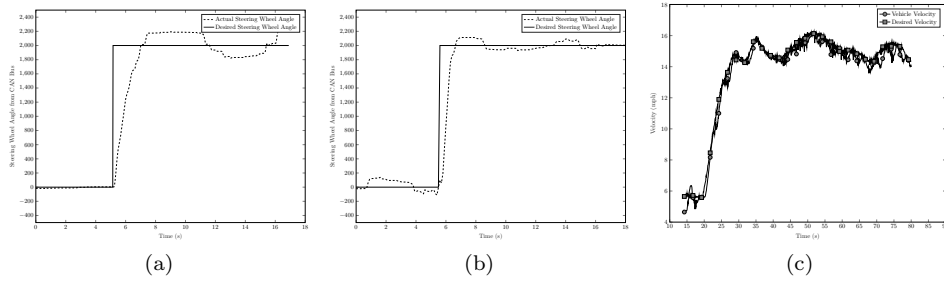 2,400
2,200
2,000
1,800
1,600
1,400
1,200
1,000
800
600
400
200
0
−200
−400
0 2 4 6 8 10 12 14 16 18
Time (s)
Steering Wheel Angle from CAN Bus
Actual Steering Wheel Angle
Desired Steering Wheel Angle
(a)
2,400
2,200
2,000
1,800
1,600
1,400
1,200
1,000
800
600
400
200
0
−200
−400
0 2 4 6 8 10 12 14 16 18
Time (s)
Steering Wheel Angle from CAN Bus
Actual Steering Wheel Angle
Desired Steering Wheel Angle
(b)
18
16
14
12
10
8
6
4
10 15 20 25 30 35 40 45 50 55 60 65 70 75 80 85 90
Time (s)
Velocity (mph)
Vehicle Velocity
Desired Velocity
(c)